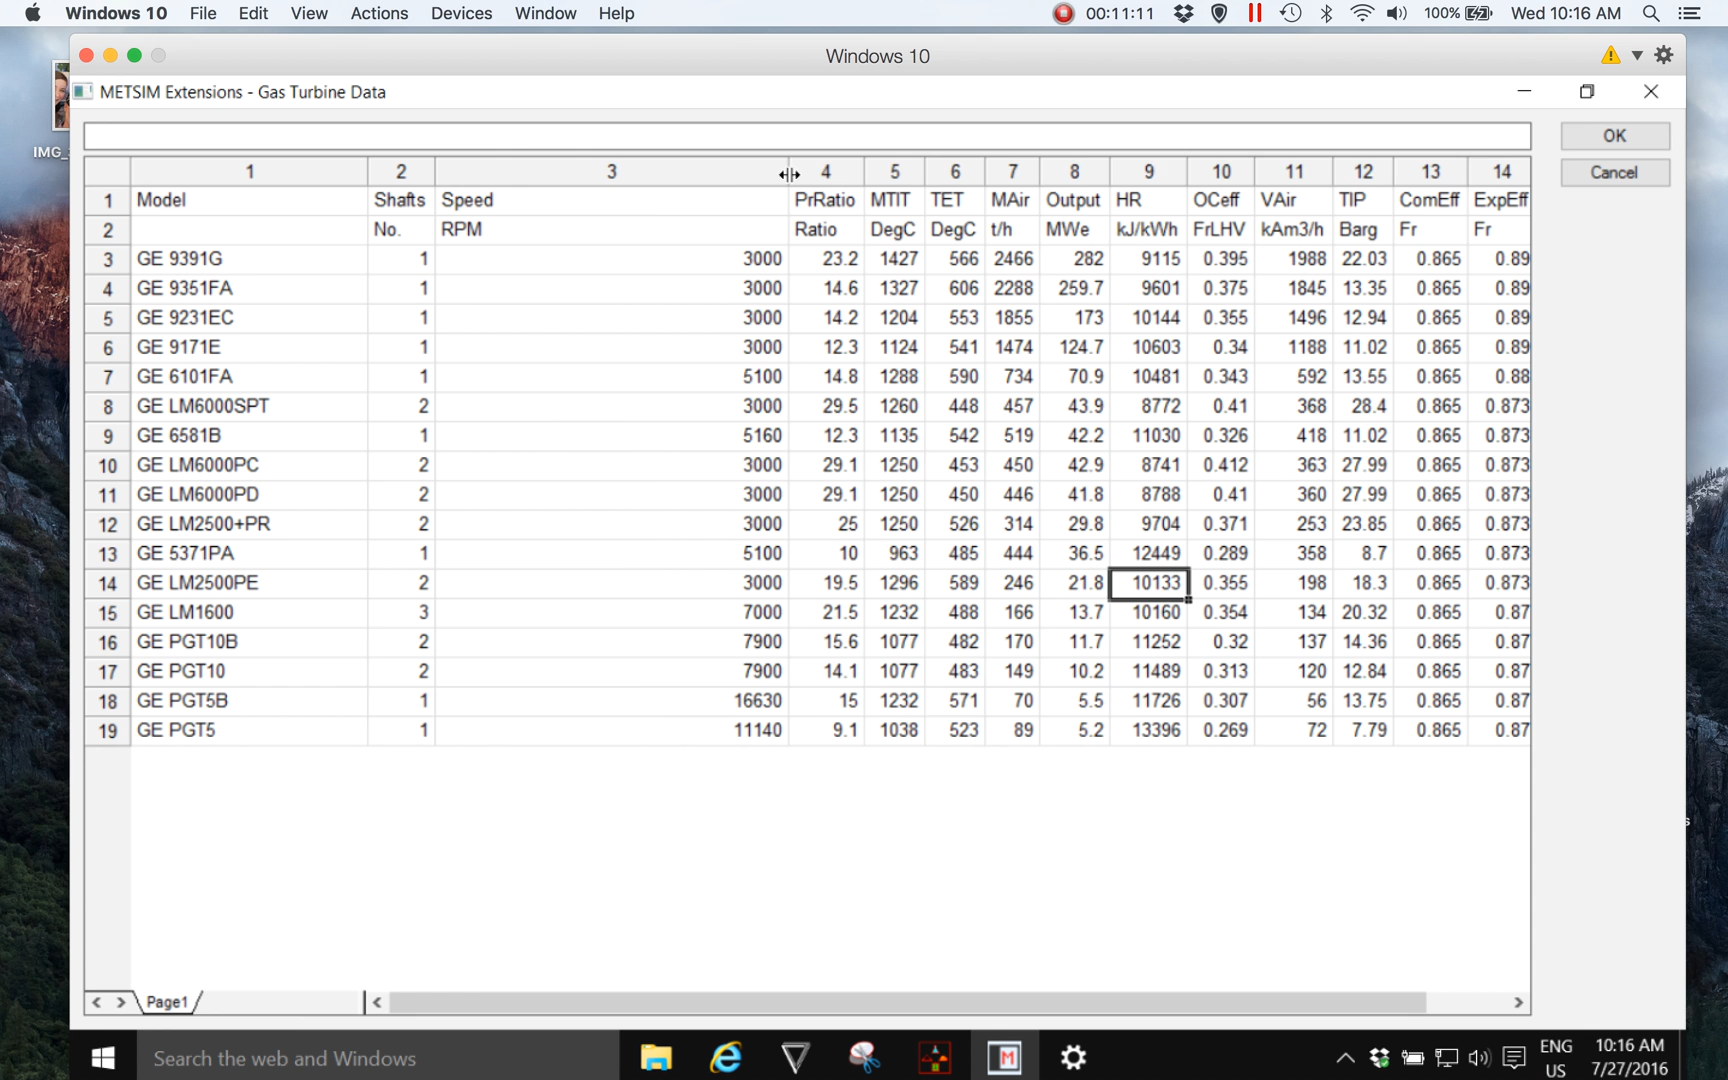 Windows 10 File Edit View Actions Devices Window Help 00:11:11 100% Wed 10:16 AM
Windows 10
METSIM Extensions - Gas Turbine Data
OK
IMG_
Cancel
1 2 3 4 5 6 7 8 9 10 11 12 13 14
1 Model Shafts Speed PrRatio MTIT TET MAir Output HR OCeff VAir TIP ComEff ExpEff
2 No. RPM Ratio DegC DegC t/h MWe kJ/kWh FrLHV kAm3/h Barg Fr Fr
3 GE 9391G 1 3000 23.2 1427 566 2466 282 9115 0.395 1988 22.03 0.865 0.89
4 GE 9351FA 1 3000 14.6 1327 606 2288 259.7 9601 0.375 1845 13.35 0.865 0.89
5 GE 9231EC 1 3000 14.2 1204 553 1855 173 10144 0.355 1496 12.94 0.865 0.89
6 GE 9171E 1 3000 12.3 1124 541 1474 124.7 10603 0.34 1188 11.02 0.865 0.89
7 GE 6101FA 1 5100 14.8 1288 590 734 70.9 10481 0.343 592 13.55 0.865 0.88
8 GE LM6000SPT 2 3000 29.5 1260 448 457 43.9 8772 0.41 368 28.4 0.865 0.873
9 GE 6581B 1 5160 12.3 1135 542 519 42.2 11030 0.326 418 11.02 0.865 0.873
10 GE LM6000PC 2 3000 29.1 1250 453 450 42.9 8741 0.412 363 27.99 0.865 0.873
11 GE LM6000PD 2 3000 29.1 1250 450 446 41.8 8788 0.41 360 27.99 0.865 0.873
12 GE LM2500+PR 2 3000 25 1250 526 314 29.8 9704 0.371 253 23.85 0.865 0.873
13 GE 5371PA 1 5100 10 963 485 444 36.5 12449 0.289 358 8.7 0.865 0.873
14 GE LM2500PE 2 3000 19.5 1296 589 246 21.8 10133 0.355 198 18.3 0.865 0.873
15 GE LM1600 3 7000 21.5 1232 488 166 13.7 10160 0.354 134 20.32 0.865 0.87
16 GE PGT10B 2 7900 15.6 1077 482 170 11.7 11252 0.32 137 14.36 0.865 0.87
17 GE PGT10 2 7900 14.1 1077 483 149 10.2 11489 0.313 120 12.84 0.865 0.87
18 GE PGT5B 1 16630 15 1232 571 70 5.5 11726 0.307 56 13.75 0.865 0.87
19 GE PGT5 1 11140 9.1 1038 523 89 5.2 13396 0.269 72 7.79 0.865 0.87
Page1
Search the web and Windows
ENG
US
10:16 AM
7/27/2016